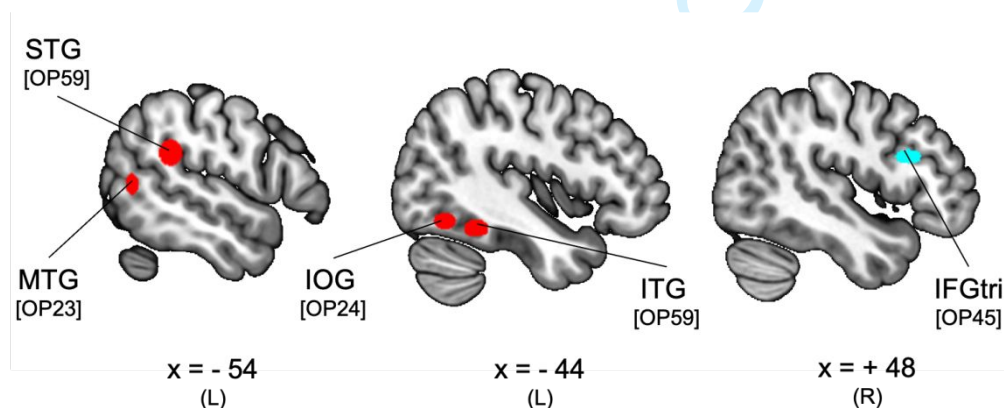 STG
[OP59]
MTG
[OP23]
x = - 54
(L)
IOG
[OP24]
ITG
[OP59]
x = - 44
(L)
IFGtri
[OP45]
x = + 48
(R)